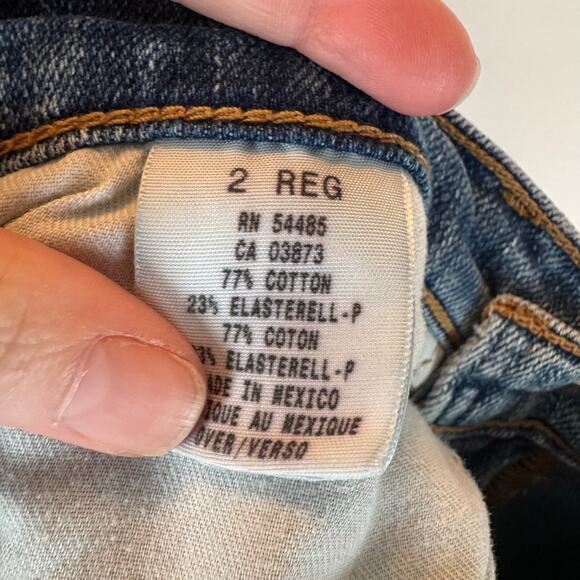 2 REG
RN 54485
CA 03873
77% COTTON
23% ELASTERELL-P
77% COTON
3% ELASTERELL-P
ADE IN MEXICO
QUE AU MEXIQUE
OVER/VERSO